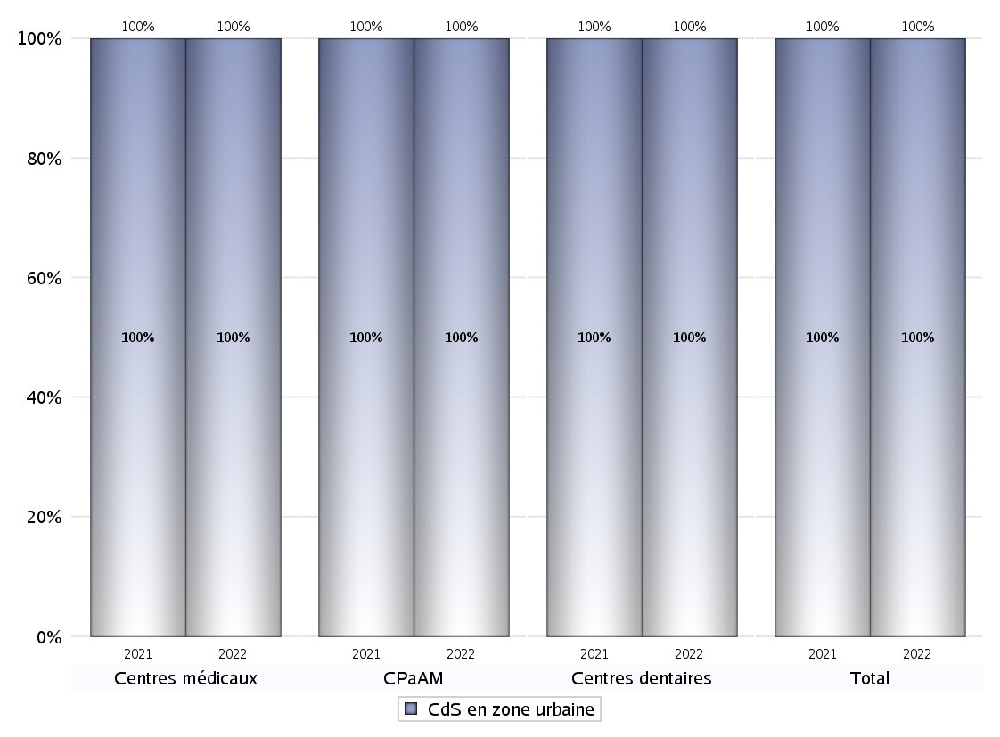 100% 100% 100% 100% 100% 100% 100% 100%
100%
80%
60%
100% 100% 100% 100% 100% 100% 100% 100%
40%
20%
0%
2021 2022 2021 2022 2021 2022 2021 2022
Centres médicaux CPaAM Centres dentaires Total
CdS en zone urbaine